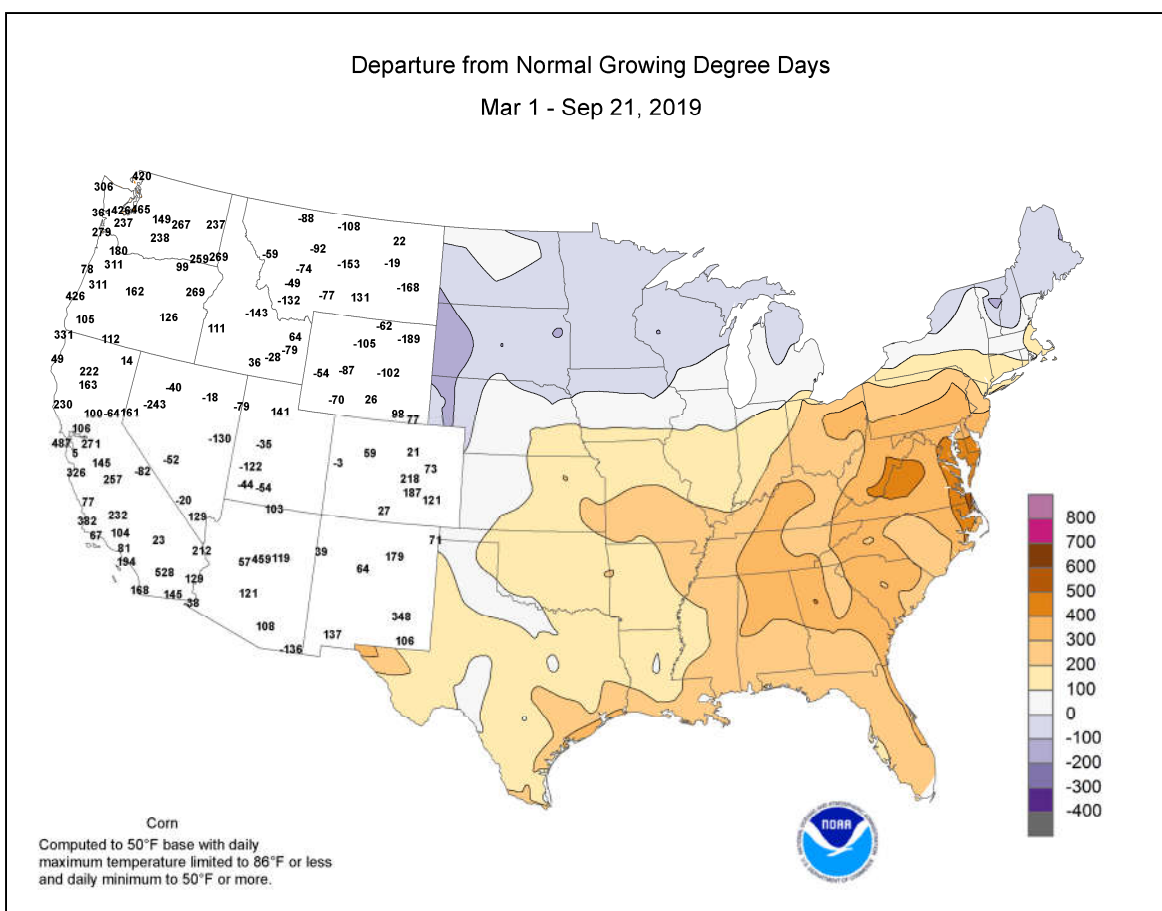 Departure from Normal Growing Degree Days
Mar 1 - Sep 21, 2019
420
306
361 426 465
237 149 267 237
279 238
180 259 269
78 311 99
311 162 269
426
105 126 111
331 112
-88 -108
22
-59 -92
-74 -153 -19
-49 -168
-132 -77 131
-143
64 -62
-105 -189
-79
36 -28
-54 -87 -102
-70 26
98 77
49 14
222
163 -40
230 -243 -18
100 -64 161 -79 141
106
487 271 -130 -35
5
145 -52 -122
326 257 -82 -44 -54
77 -20 103
382 232 129
67 104 23
81 212
194
528 129
168 145
-38
59 21
-3 73
218
187 121
27
71
57 459 119 39 179
64
121
348
108 137 106
-136
800
700
600
500
400
300
200
100
0
-100
-200
-300
-400
NOAA
Corn
Computed to 50°F base with daily
maximum temperature limited to 86°F or less
and daily minimum to 50°F or more.